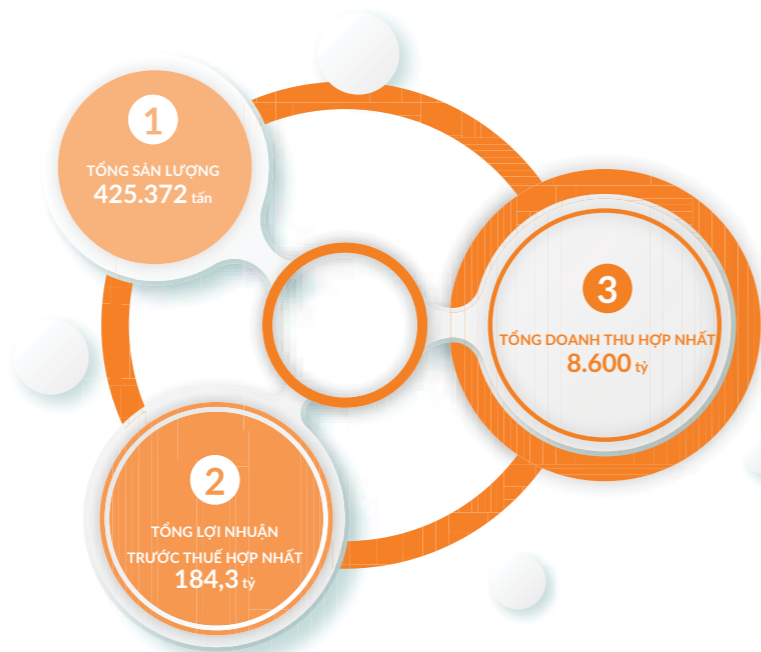 1
TỔNG SẢN LƯỢNG
425.372 tấn
2
TỔNG LỢI NHUẬN
TRƯỚC THUẾ HỢP NHẤT
184,3 tỷ
3
TỔNG DOANH THU HỢP NHẤT
8.600 tỷ